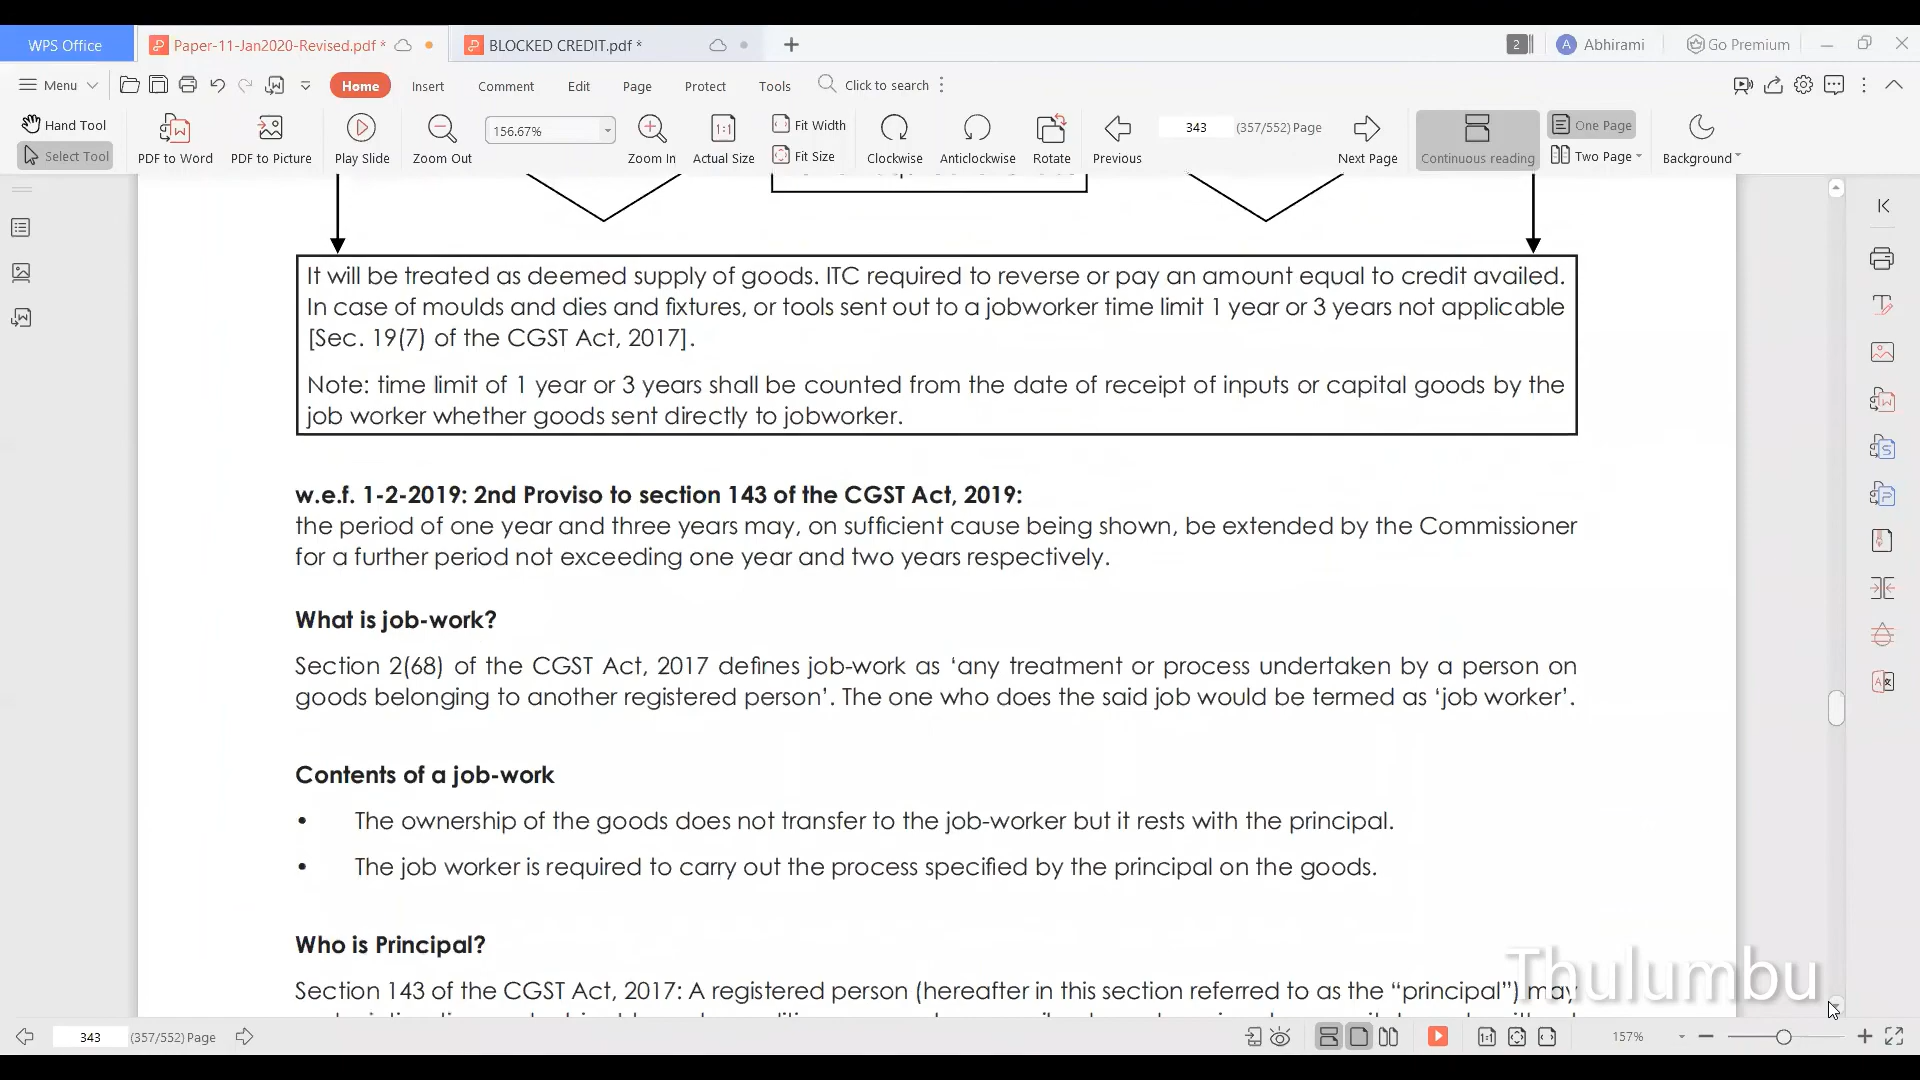 WPS Office
Paper-11-Jan2020-Revised.pdf *
BLOCKED CREDIT.pdf *
2
A Abhirami
Go Premium
Menu
Home
Insert
Comment
Edit
Page
Protect
Tools
Click to search
Hand Tool
Select Tool
PDF to Word
PDF to Picture
Play Slide
Zoom Out
156.67%
Zoom In
Actual Size
Fit Width
Fit Size
Clockwise
Anticlockwise
Rotate
Previous
343 (357/552) Page
Next Page
Continuous reading
One Page
Two Page
Background
It will be treated as deemed supply of goods. ITC required to reverse or pay an amount equal to credit availed.
In case of moulds and dies and fixtures, or tools sent out to a jobworker time limit 1 year or 3 years not applicable
[Sec. 19(7) of the CGST Act, 2017].
Note: time limit of 1 year or 3 years shall be counted from the date of receipt of inputs or capital goods by the
job worker whether goods sent directly to jobworker.
w.e.f. 1-2-2019: 2nd Proviso to section 143 of the CGST Act, 2019:
the period of one year and three years may, on sufficient cause being shown, be extended by the Commissioner
for a further period not exceeding one year and two years respectively.
What is job-work?
Section 2(68) of the CGST Act, 2017 defines job-work as ‘any treatment or process undertaken by a person on
goods belonging to another registered person’. The one who does the said job would be termed as ‘job worker’.
Contents of a job-work
• The ownership of the goods does not transfer to the job-worker but it rests with the principal.
• The job worker is required to carry out the process specified by the principal on the goods.
Who is Principal?
Section 143 of the CGST Act, 2017: A registered person (hereafter in this section referred to as the “principal”) may
Thulumbu
343 (357/552) Page
157%